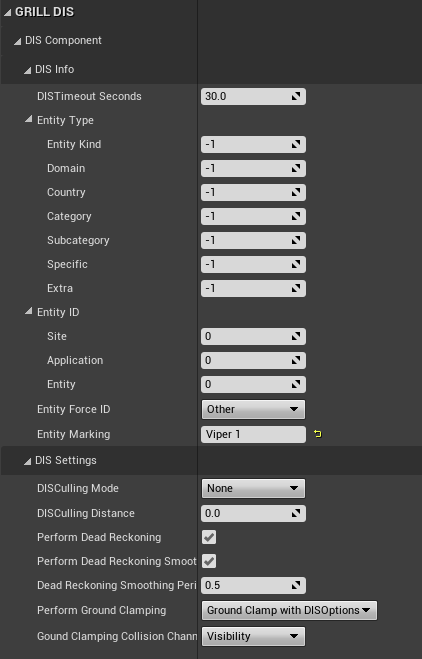 GRILL DIS
DIS Component
DIS Info
DISTimeout Seconds 30.0
Entity Type
Entity Kind -1
Domain -1
Country -1
Category -1
Subcategory -1
Specific -1
Extra -1
Entity ID
Site 0
Application 0
Entity 0
Entity Force ID Other
Entity Marking Viper 1
DIS Settings
DISCulling Mode None
DISCulling Distance 0.0
Perform Dead Reckoning
Perform Dead Reckoning Smoot
Dead Reckoning Smoothing Peri 0.5
Perform Ground Clamping Ground Clamp with DISOptions
Gound Clamping Collision Chann Visibility